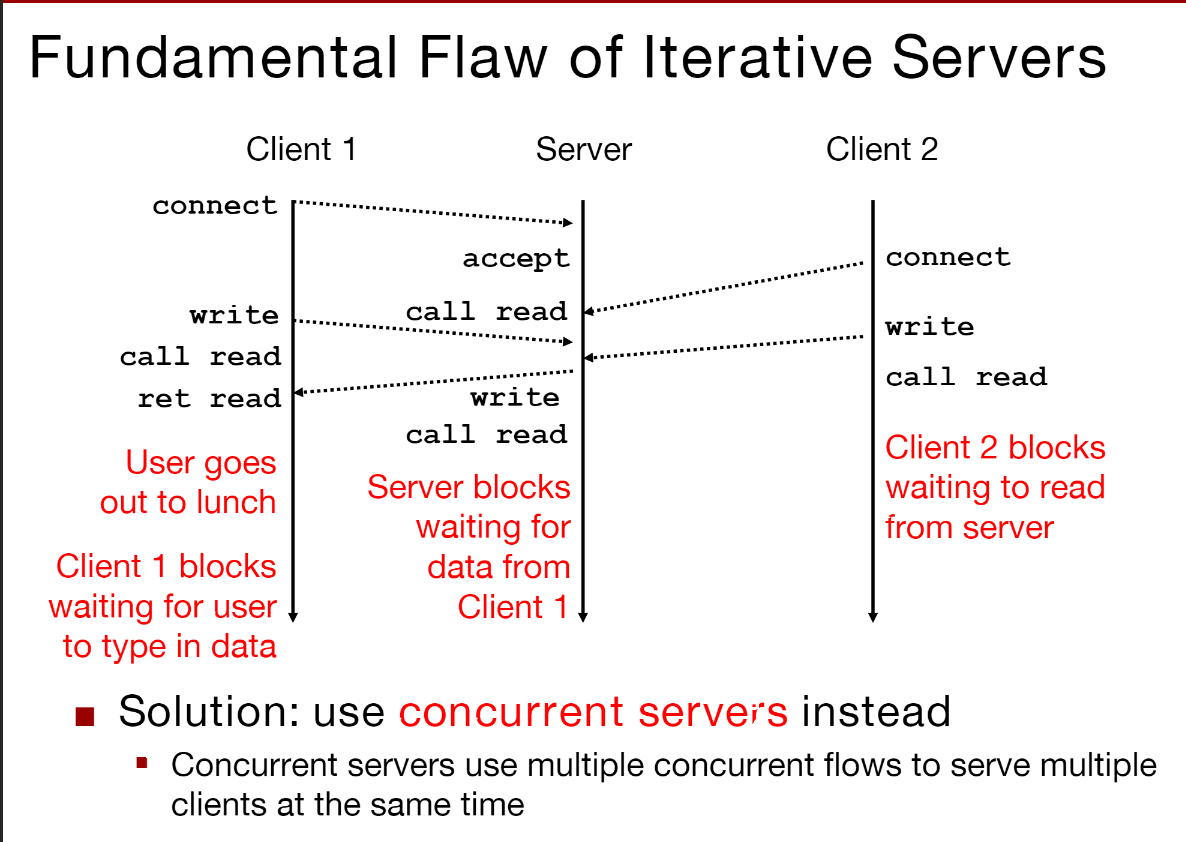 Fundamental Flaw of Iterative Servers
Client 1
Server
Client 2
connect
accept
connect
write
call read
write
call read
call read
ret read
write
call read
User goes
out to lunch
Client 1 blocks
waiting for user
to type in data
Server blocks
waiting for
data from
Client 1
Client 2 blocks
waiting to read
from server
Solution: use concurrent servers instead
Concurrent servers use multiple concurrent flows to serve multiple
clients at the same time